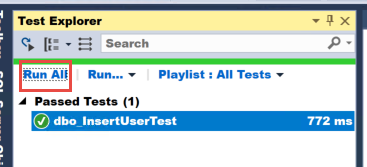 Test Explorer
Search
Run All | Run... | Playlist : All Tests
Passed Tests (1)
dbo_InsertUserTest 772 ms